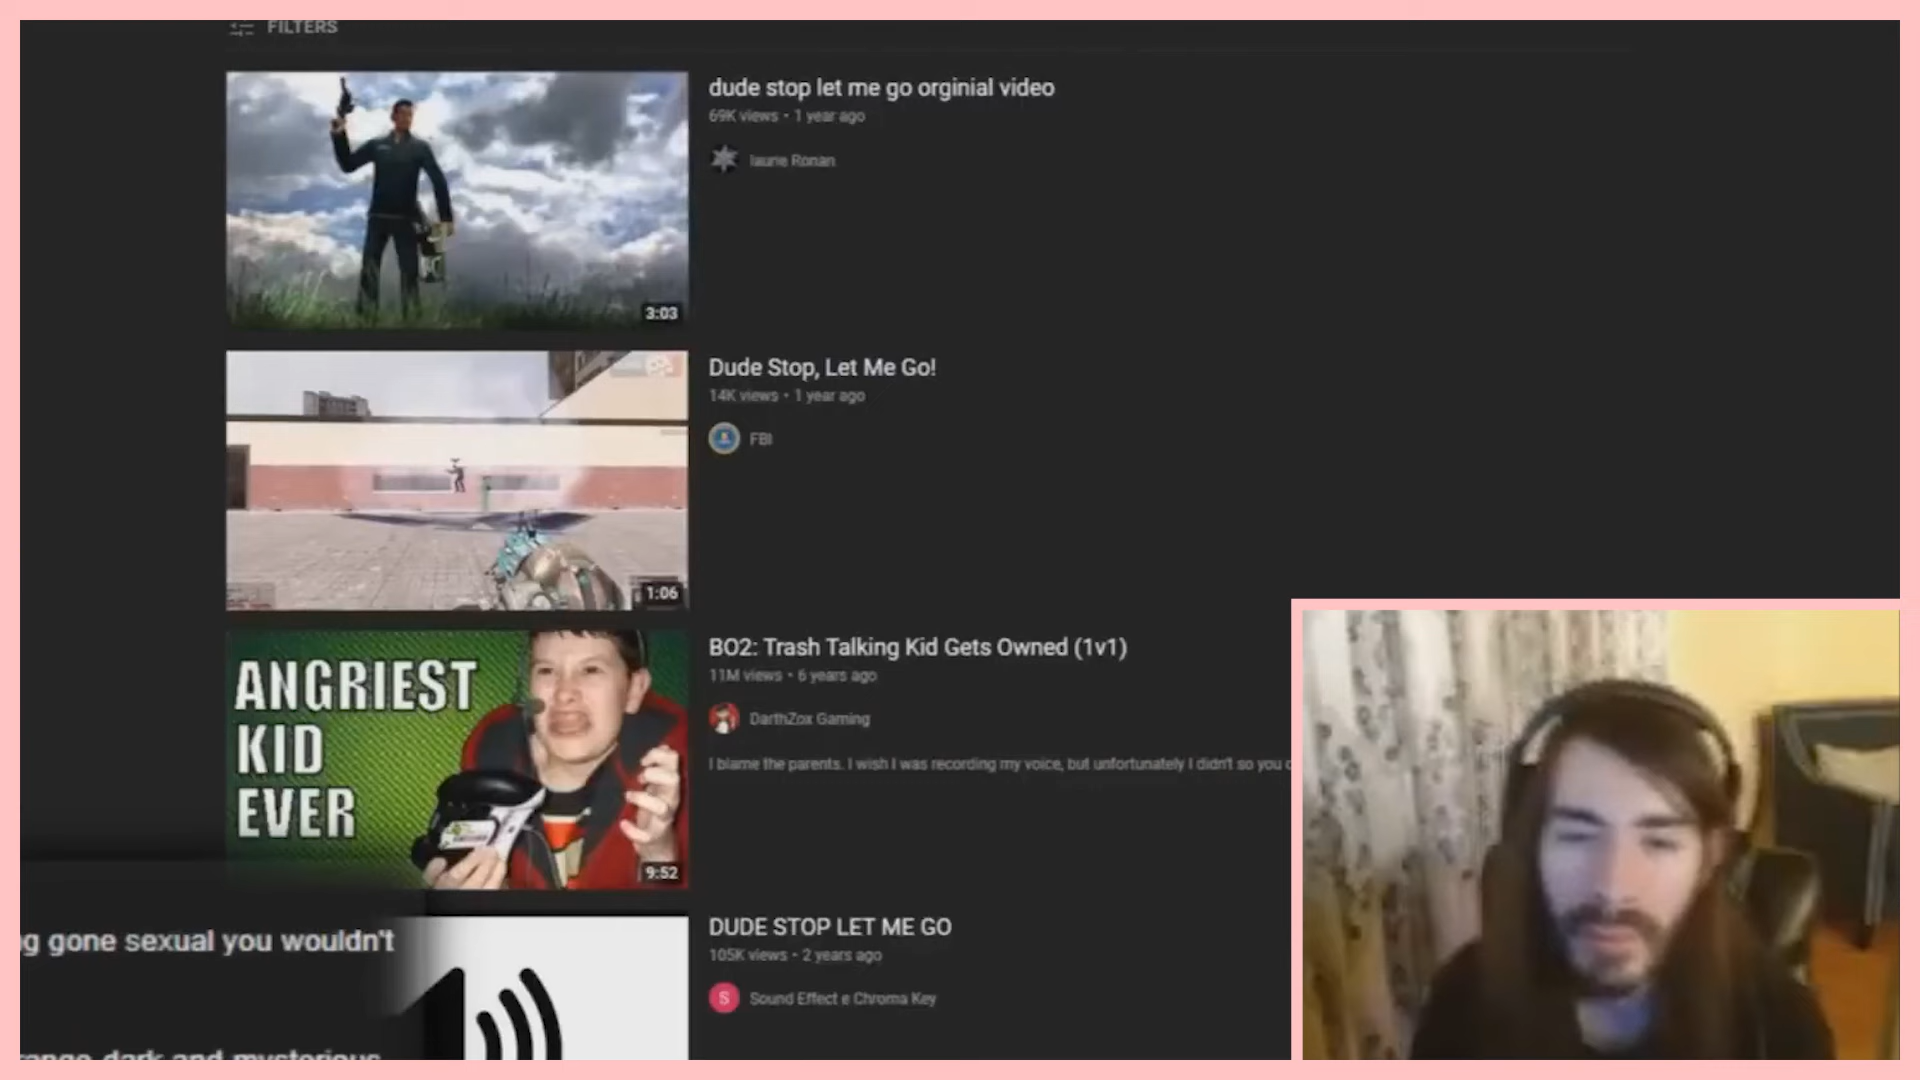 FILTERS
dude stop let me go orginial video
69K views • 1 year ago
laurie Ronan
3:03
Dude Stop, Let Me Go!
14K views • 1 year ago
FBI
1:06
BO2: Trash Talking Kid Gets Owned (1v1)
11M views • 6 years ago
DarthZox Gaming
I blame the parents. I wish I was recording my voice, but unfortunately I didn't so you
ANGRIEST
KID
EVER
9:52
gone sexual you wouldn't
DUDE STOP LET ME GO
105K views • 2 years ago
S
Sound Effect e Chroma Key
dark and mysterious